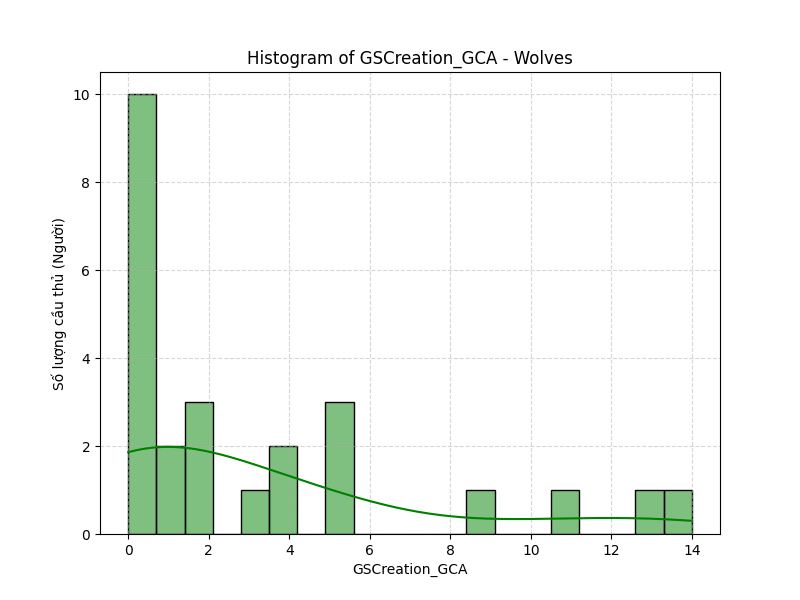 Histogram of GSCreation_GCA - Wolves
Số lượng cầu thủ (Người)
10
8
6
4
2
0
0 2 4 6 8 10 12 14
GSCreation_GCA